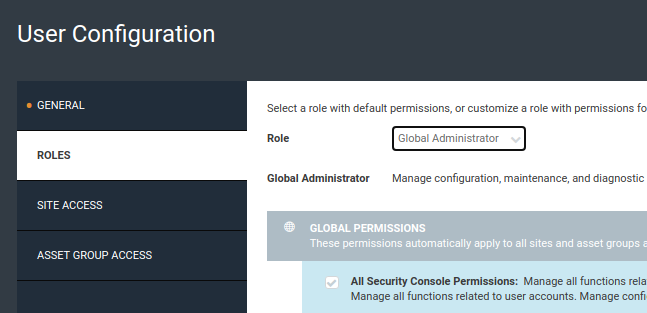 User Configuration
GENERAL
Select a role with default permissions, or customize a role with permissions fo
ROLES
Role
Global Administrator
SITE ACCESS
Global Administrator Manage configuration, maintenance, and diagnostic
ASSET GROUP ACCESS
GLOBAL PERMISSIONS
These permissions automatically apply to all sites and asset groups a
All Security Console Permissions: Manage all functions rela
Manage all functions related to user accounts. Manage confi